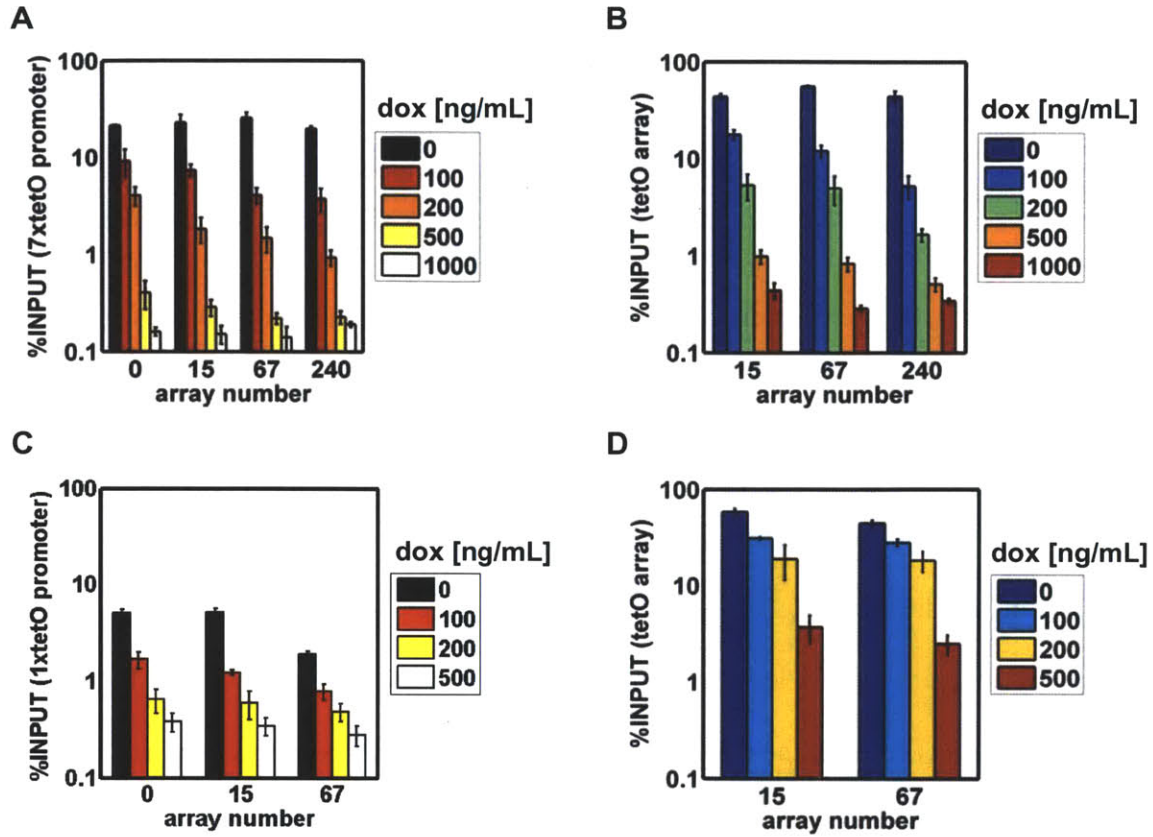 A
%INPUT (7xtetO promoter)
100
10
1
0.1
0 15 67 240
array number
dox [ng/mL]
0
100
200
500
1000
B
%INPUT (tetO array)
100
10
1
0.1
15 67 240
array number
dox [ng/mL]
0
100
200
500
1000
C
%INPUT (1xtetO promoter)
100
10
1
0.1
0 15 67
array number
dox [ng/mL]
0
100
200
500
D
%INPUT (tetO array)
100
10
1
0.1
15 67
array number
dox [ng/mL]
0
100
200
500